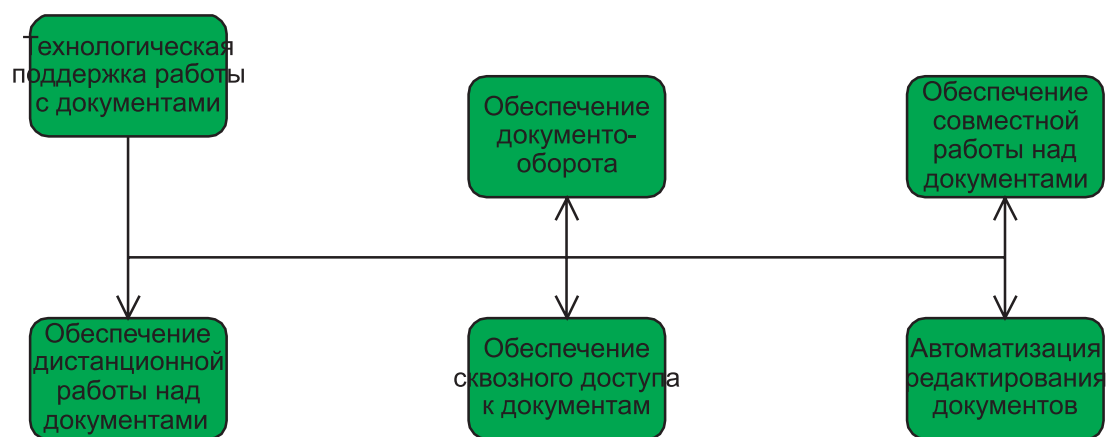 Технологическая
поддержка работы
с документами
Обеспечение
документо-
оборота
Обеспечение
совместной
работы над
документами
Обеспечение
дистанционной
работы над
документами
Обеспечение
сквозного доступа
к документам
Автоматизация
редактирования
документов